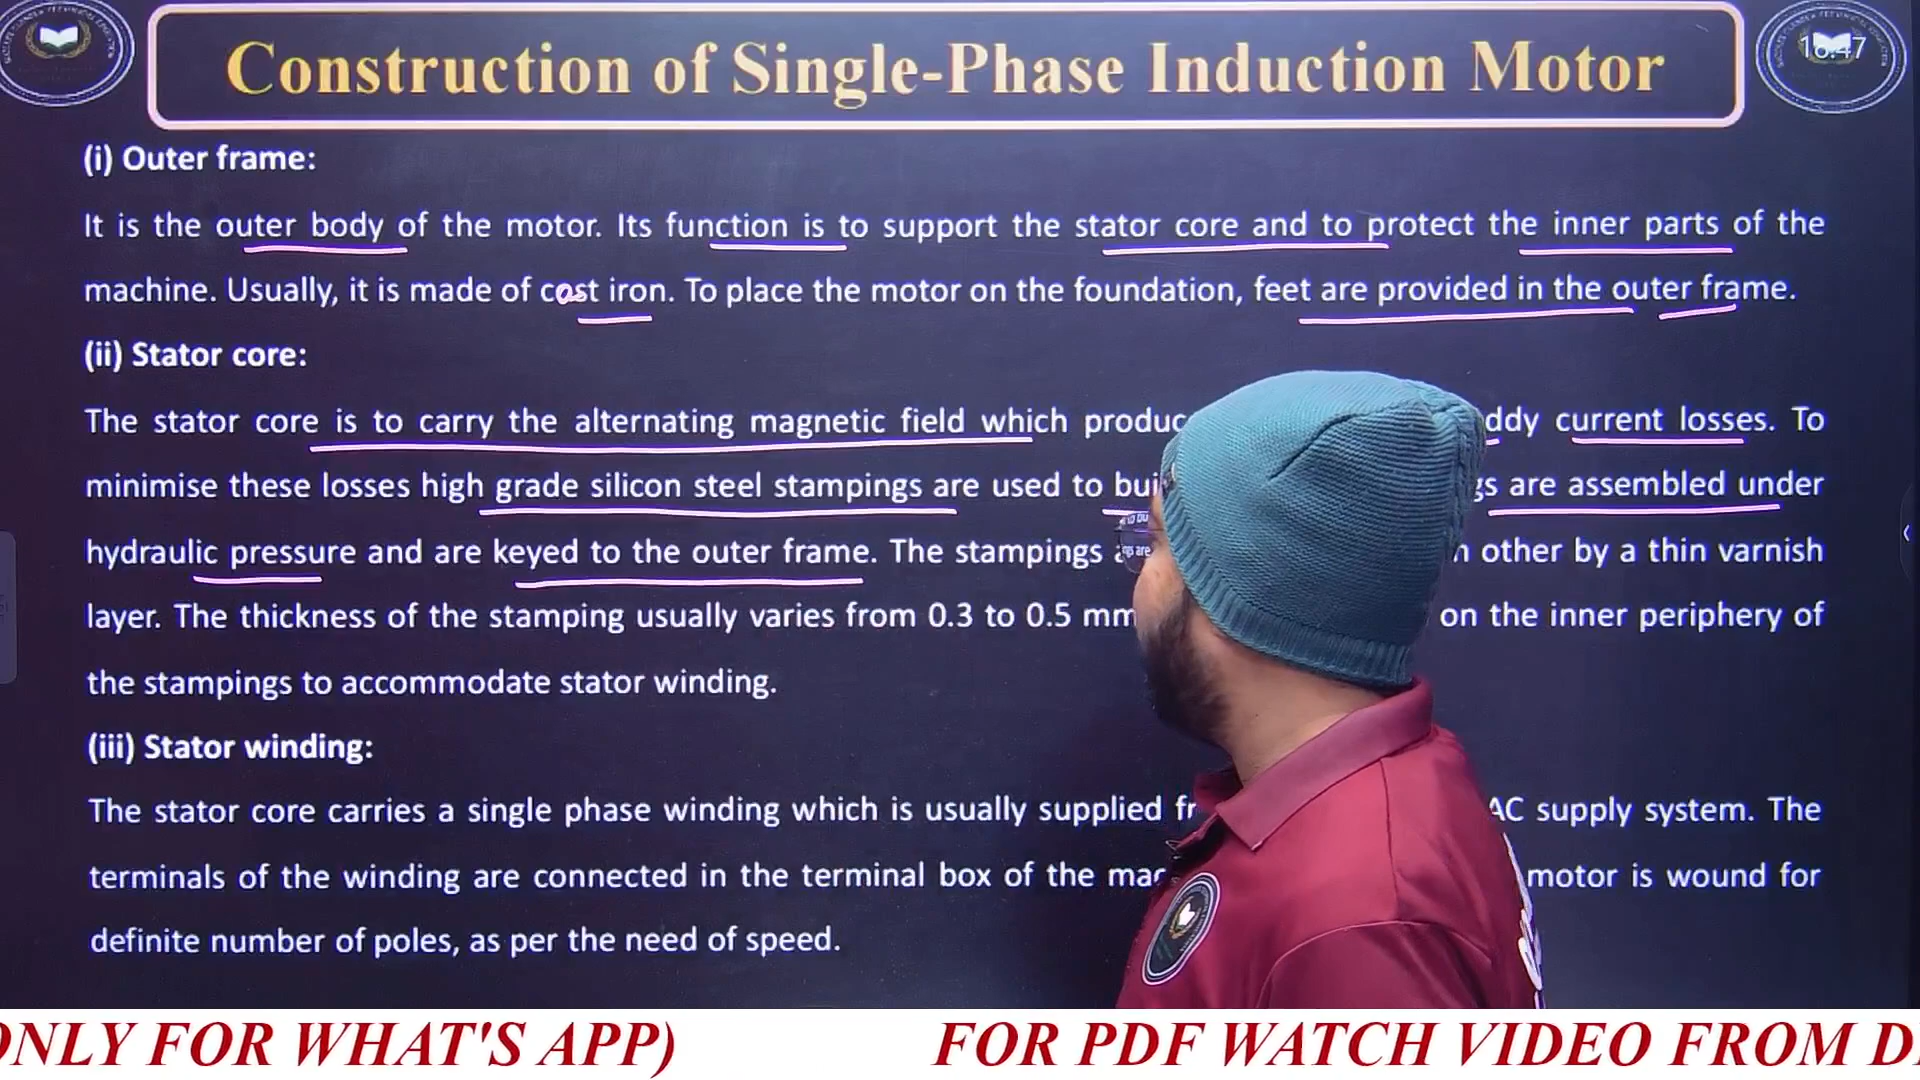 Construction of Single-Phase Induction Motor
16:47
(i) Outer frame:
It is the outer body of the motor. Its function is to support the stator core and to protect the inner parts of the
machine. Usually, it is made of cast iron. To place the motor on the foundation, feet are provided in the outer frame.
(ii) Stator core:
The stator core is to carry the alternating magnetic field which produc ddy current losses. To
minimise these losses high grade silicon steel stampings are used to bui gs are assembled under
hydraulic pressure and are keyed to the outer frame. The stampings other by a thin varnish
layer. The thickness of the stamping usually varies from 0.3 to 0.5 mm on the inner periphery of
the stampings to accommodate stator winding.
(iii) Stator winding:
The stator core carries a single phase winding which is usually supplied fr AC supply system. The
terminals of the winding are connected in the terminal box of the mac motor is wound for
definite number of poles, as per the need of speed.
ONLY FOR WHAT'S APP) FOR PDF WATCH VIDEO FROM D